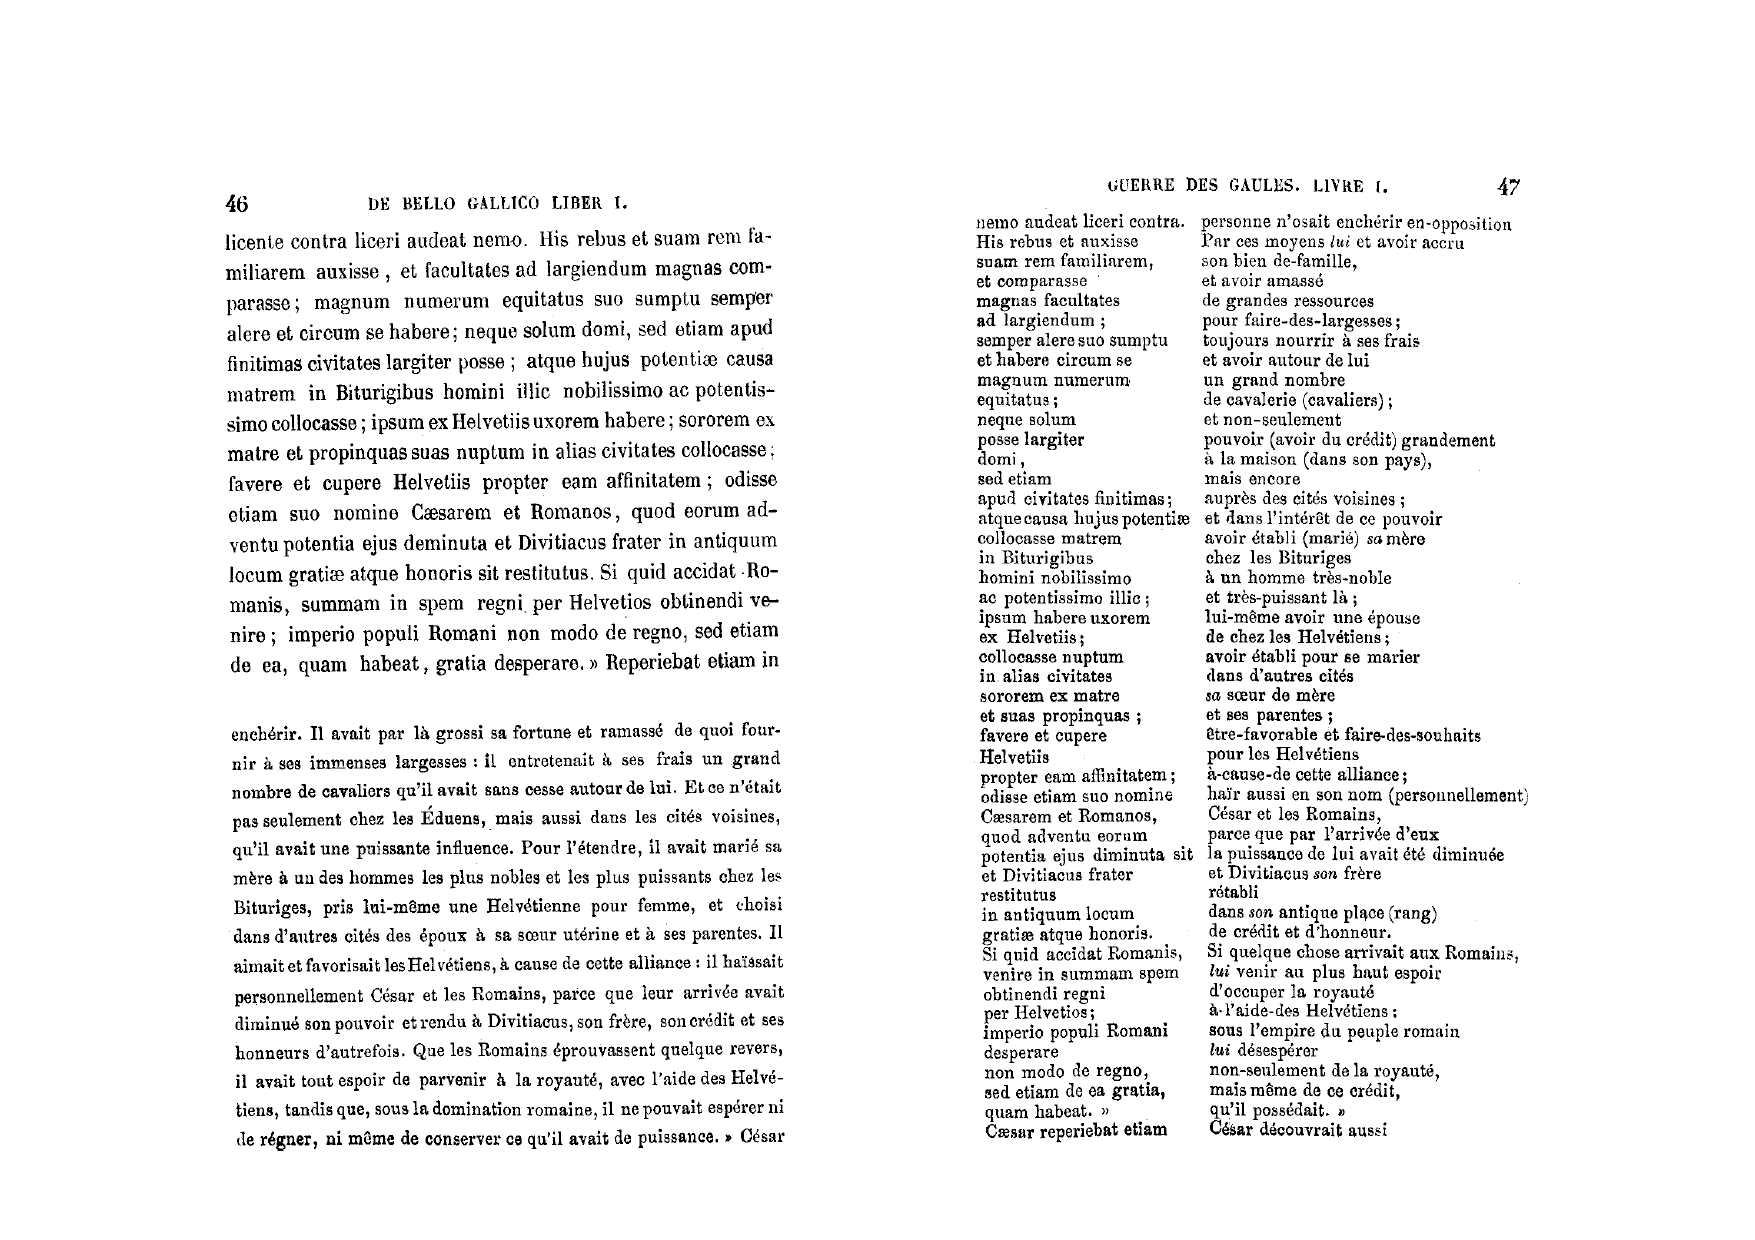 46 DE BELLO GALLICO LIBER I.
licente contra liceri audeat nemo. His rebus et suam rem fa-
miliarem auxisse, et facultates ad largiendum magnas com-
parasse; magnum numerum equitatus suo sumptu semper
alere et circum se habere; neque solum domi, sed etiam apud
finitimas civitates largiter posse; atque hujus potentiæ causa
matrem in Biturigibus homini illic nobilissimo ac potentis-
simo collocasse; ipsum ex Helvetiis uxorem habere; sororem ex
matre et propinquas suas nuptum in alias civitates collocasse;
favere et cupere Helvetiis propter eam affinitatem; odisse
etiam suo nomine Cæsarem et Romanos, quod eorum ad-
ventu potentia ejus deminuta et Divitiacus frater in antiquum
locum gratiæ atque honoris sit restitutus. Si quid accidat Ro-
manis, summam in spem regni per Helvetios obtinendi ve-
nire; imperio populi Romani non modo de regno, sed etiam
de ea, quam habeat, gratia desperare. » Reperiebat etiam in
enchérir. Il avait par là grossi sa fortune et ramassé de quoi four-
nir à ses immenses largesses : il entretenait à ses frais un grand
nombre de cavaliers qu'il avait sans cesse autour de lui. Et ce n'était
pas seulement chez les Éduens, mais aussi dans les cités voisines,
qu'il avait une puissante influence. Pour l'étendre, il avait marié sa
mère à un des hommes les plus nobles et les plus puissants chez les
Bituriges, pris lui-même une Helvétienne pour femme, et choisi
dans d'autres cités des époux à sa sœur utérine et à ses parentes. Il
aimait et favorisait les Helvétiens, à cause de cette alliance : il haïssait
personnellement César et les Romains, parce que leur arrivée avait
diminué son pouvoir et rendu à Divitiacus, son frère, son crédit et ses
honneurs d'autrefois. Que les Romains éprouvassent quelque revers,
il avait tout espoir de parvenir à la royauté, avec l'aide des Helvé-
tiens, tandis que, sous la domination romaine, il ne pouvait espérer ni
de régner, ni même de conserver ce qu'il avait de puissance. » César
GUERRE DES GAULES. LIVRE I. 47
nemo audeat liceri contra. personne n'osait enchérir en-opposition
His rebus et auxisse Par ces moyens lui et avoir accru
suam rem familiarem, son bien de-famille,
et comparasse et avoir amassé
magnas facultates de grandes ressources
ad largiendum ; pour faire-des-largesses ;
semper alere suo sumptu toujours nourrir à ses frais
et habere circum se et avoir autour de lui
magnum numerum un grand nombre
equitatus ; de cavalerie (cavaliers) ;
neque solum et non-seulement
posse largiter pouvoir (avoir du crédit) grandement
domi, à la maison (dans son pays),
sed etiam mais encore
apud civitates finitimas; auprès des cités voisines ;
atque causa hujus potentiæ et dans l'intérêt de ce pouvoir
collocasse matrem avoir établi (marié) sa mère
in Biturigibus chez les Bituriges
homini nobilissimo à un homme très-noble
ac potentissimo illic ; et très-puissant là ;
ipsum habere uxorem lui-même avoir une épouse
ex Helvetiis ; de chez les Helvétiens ;
collocasse nuptum avoir établi pour se marier
in alias civitates dans d'autres cités
sororem ex matre sa sœur de mère
et suas propinquas ; et ses parentes ;
favere et cupere être-favorable et faire-des-souhaits
Helvetiis pour les Helvétiens
propter eam affinitatem ; à-cause-de cette alliance ;
odisse etiam suo nomine haïr aussi en son nom (personnellement)
Cæsarem et Romanos, César et les Romains,
quod adventu eorum parce que par l'arrivée d'eux
potentia ejus diminuta sit la puissance de lui avait été diminuée
et Divitiacus frater et Divitiacus son frère
restitutus rétabli
in antiquum locum dans son antique place (rang)
gratiæ atque honoris. de crédit et d'honneur.
Si quid accidat Romanis, Si quelque chose arrivait aux Romains,
venire in summam spem lui venir au plus haut espoir
obtinendi regni d'occuper la royauté
per Helvetios; à-l'aide-des Helvétiens :
imperio populi Romani sous l'empire du peuple romain
desperare lui désespérer
non modo de regno, non-seulement de la royauté,
sed etiam de ea gratia, mais même de ce crédit,
quam habeat. » qu'il possédait. »
Cæsar reperiebat etiam César découvrait aussi